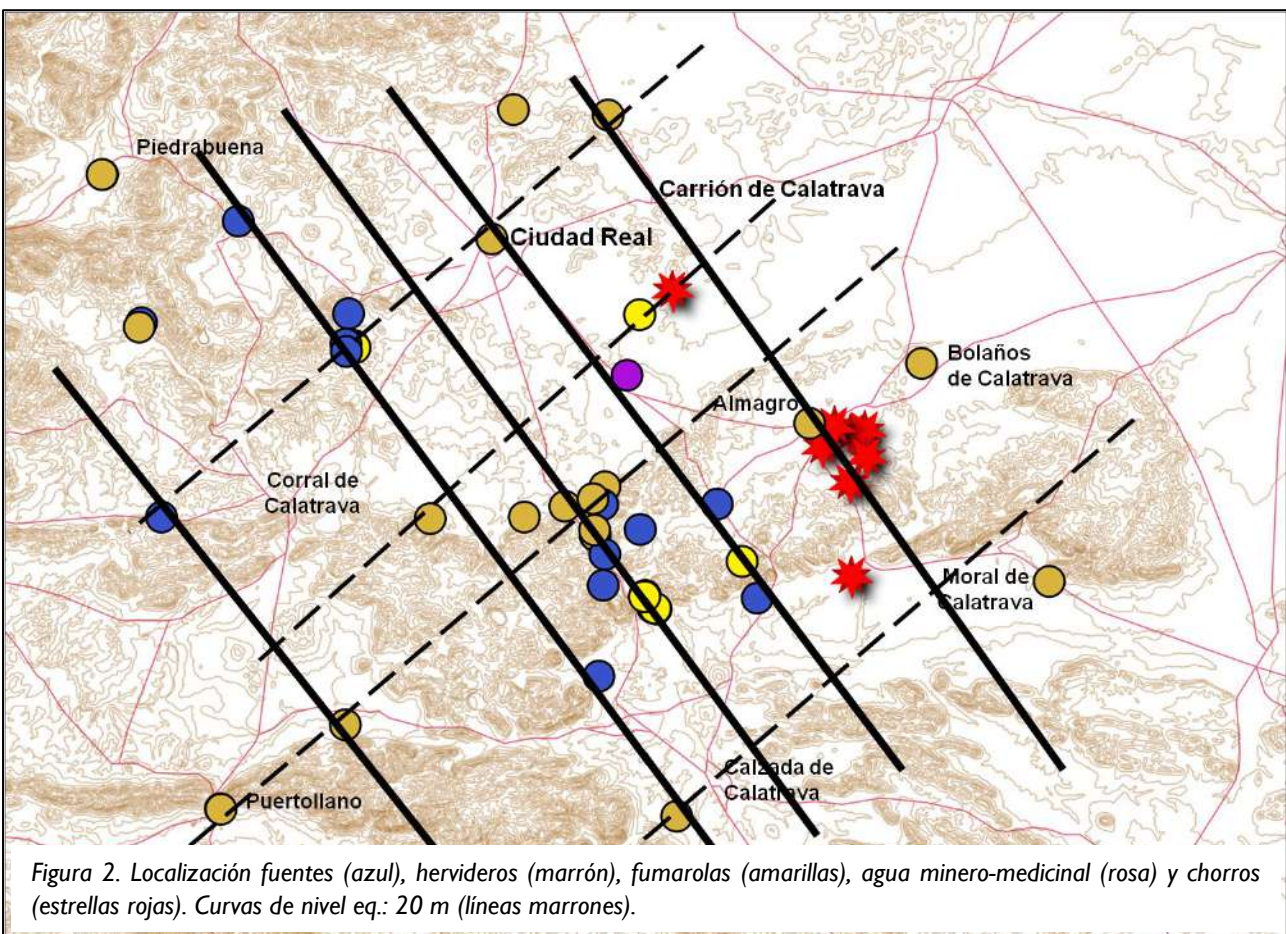 Piedrabuena
Carrión de Calatrava
Ciudad Real
Bolaños
de Calatrava
Almagro
Corral de
Calatrava
Moral de
Calatrava
Calzada de
Calatrava
Puertollano
Figura 2. Localización fuentes (azul), hervideros (marrón), fumarolas (amarillas), agua minero-medicinal (rosa) y chorros
(estrellas rojas). Curvas de nivel eq.: 20 m (líneas marrones).